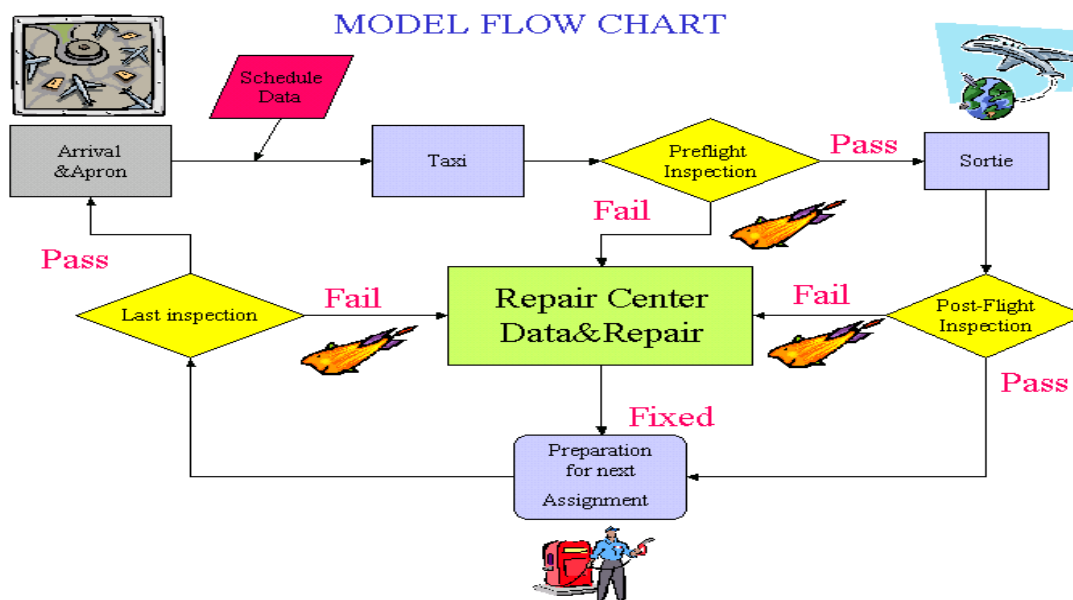 MODEL FLOW CHART
Schedule
Data
Arrival
&Apron
Taxi
Preflight
Inspection
Pass
Sortie
Fail
Pass
Last inspection
Fail
Repair Center
Data&Repair
Fail
Post-Flight
Inspection
Pass
Fixed
Preparation
for next
Assignment